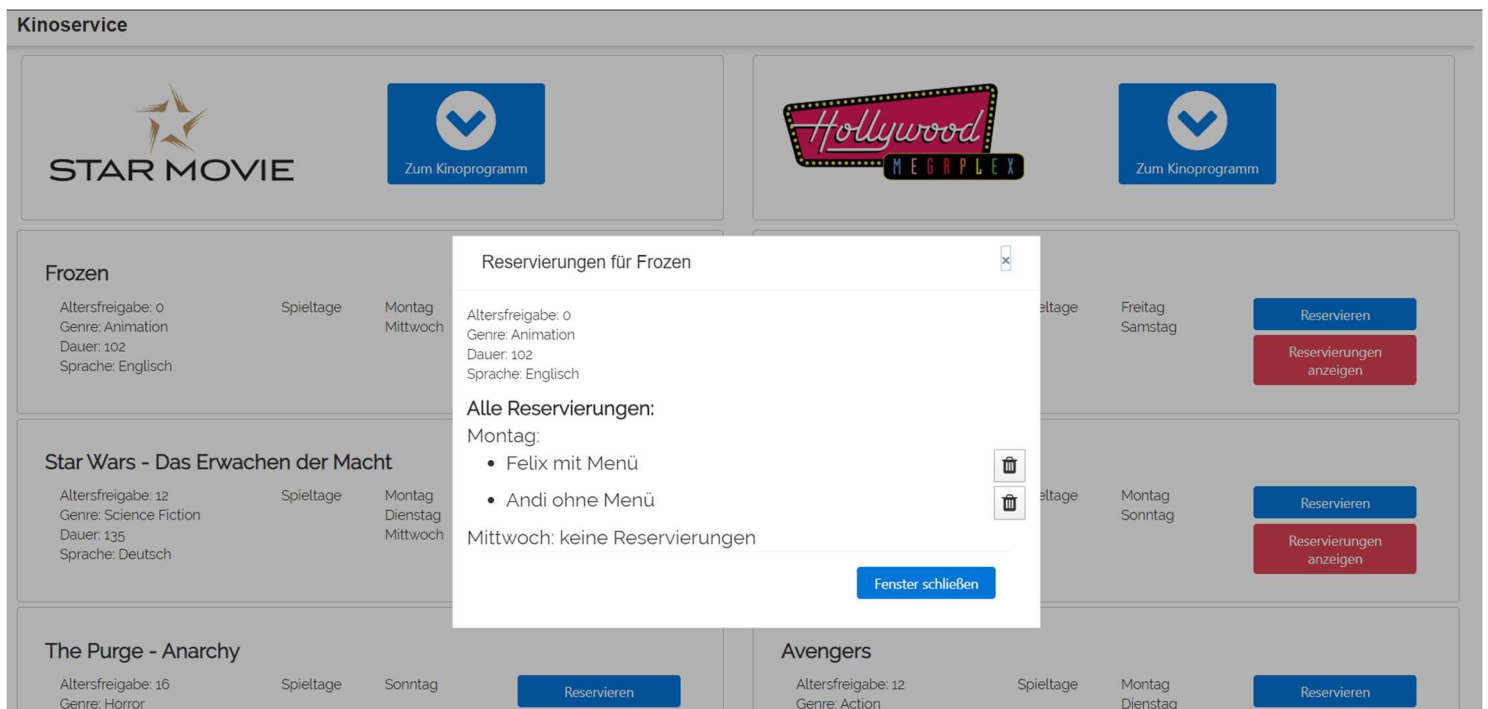 Kinoservice
STAR MOVIE
Zum Kinoprogramm
Hollywood
MEGAPLEX
Zum Kinoprogramm
Frozen
Altersfreigabe: 0
Genre: Animation
Dauer: 102
Sprache: Englisch
Spieltage
Montag
Mittwoch
Reservierungen für Frozen
×
Altersfreigabe: 0
Genre: Animation
Dauer: 102
Sprache: Englisch
Alle Reservierungen:
Montag:
• Felix mit Menü
• Andi ohne Menü
Mittwoch: keine Reservierungen
Fenster schließen
eltage
Freitag
Samstag
Reservieren
Reservierungen
anzeigen
Star Wars - Das Erwachen der Macht
Altersfreigabe: 12
Genre: Science Fiction
Dauer: 135
Sprache: Deutsch
Spieltage
Montag
Dienstag
Mittwoch
eltage
Montag
Sonntag
Reservieren
Reservierungen
anzeigen
The Purge - Anarchy
Altersfreigabe: 16
Genre: Horror
Spieltage
Sonntag
Reservieren
Avengers
Altersfreigabe: 12
Genre: Action
Spieltage
Montag
Dienstag
Reservieren